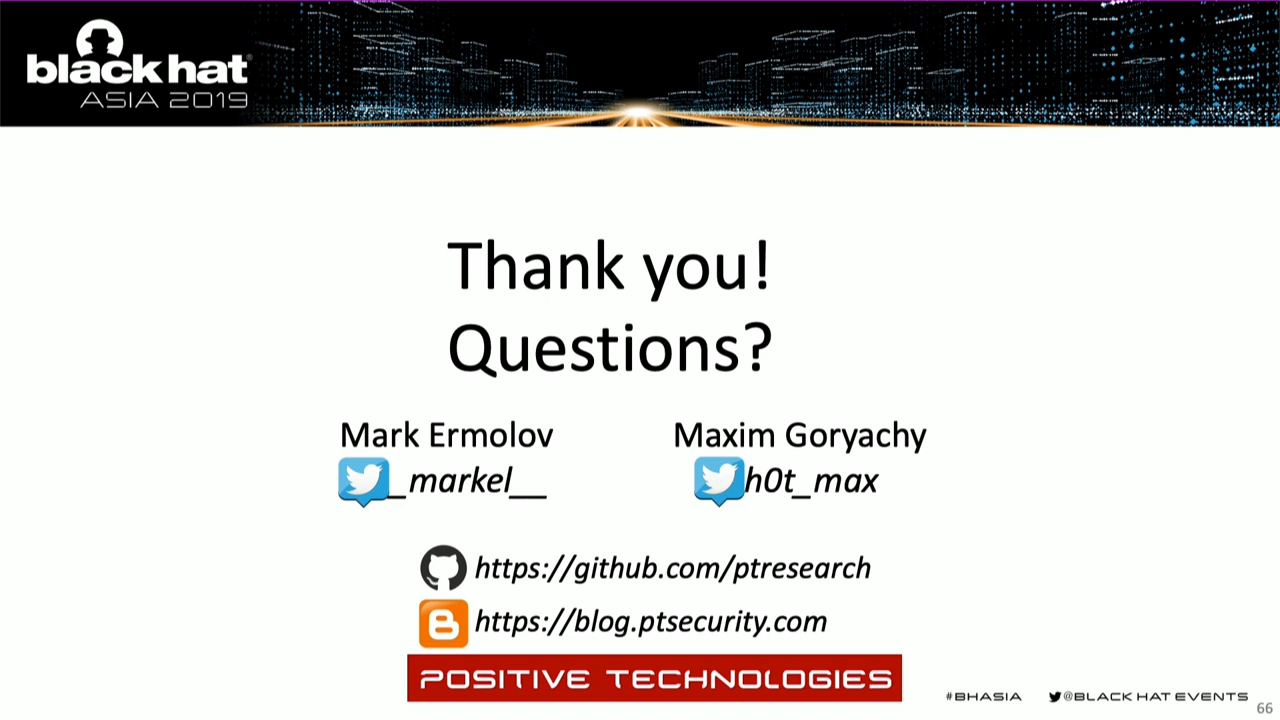 black hat
ASIA 2019
Thank you!
Questions?
Mark Ermolov
_markel__
Maxim Goryachy
h0t_max
https://github.com/ptresearch
https://blog.ptsecurity.com
POSITIVE TECHNOLOGIES
#BHASIA @BLACK HAT EVENTS
66